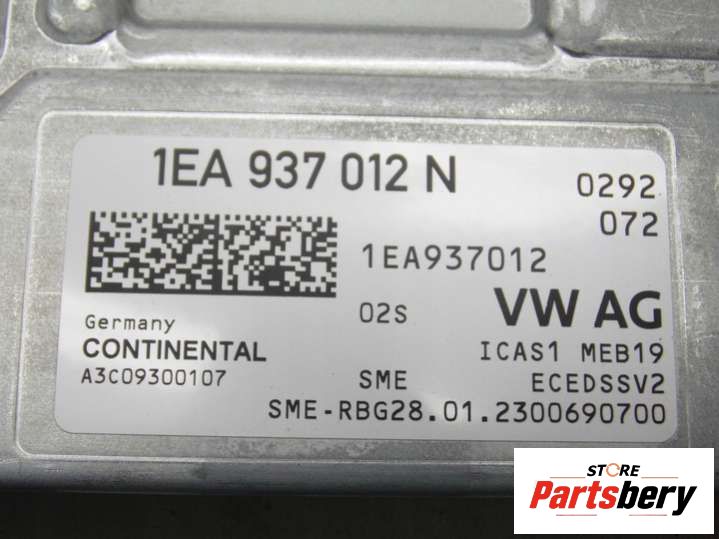 1EA 937 012 N
0292
072
1EA937012
02S
VW AG
Germany
CONTINENTAL
ICAS1 MEB19
A3C09300107
SME
ECEDSSV2
SME-RBG28.01.2300690700
STORE
Partsbery